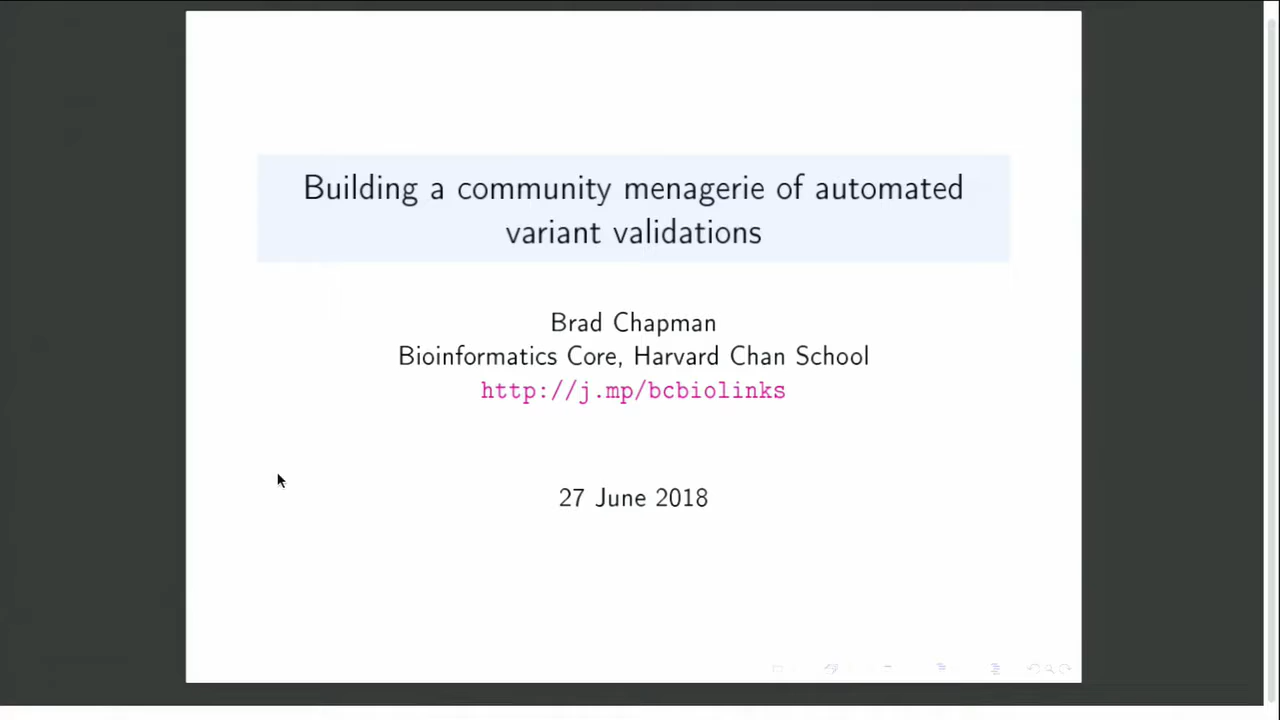 Building a community menagerie of automated
variant validations
Brad Chapman
Bioinformatics Core, Harvard Chan School
http://j.mp/bcbiolinks
27 June 2018